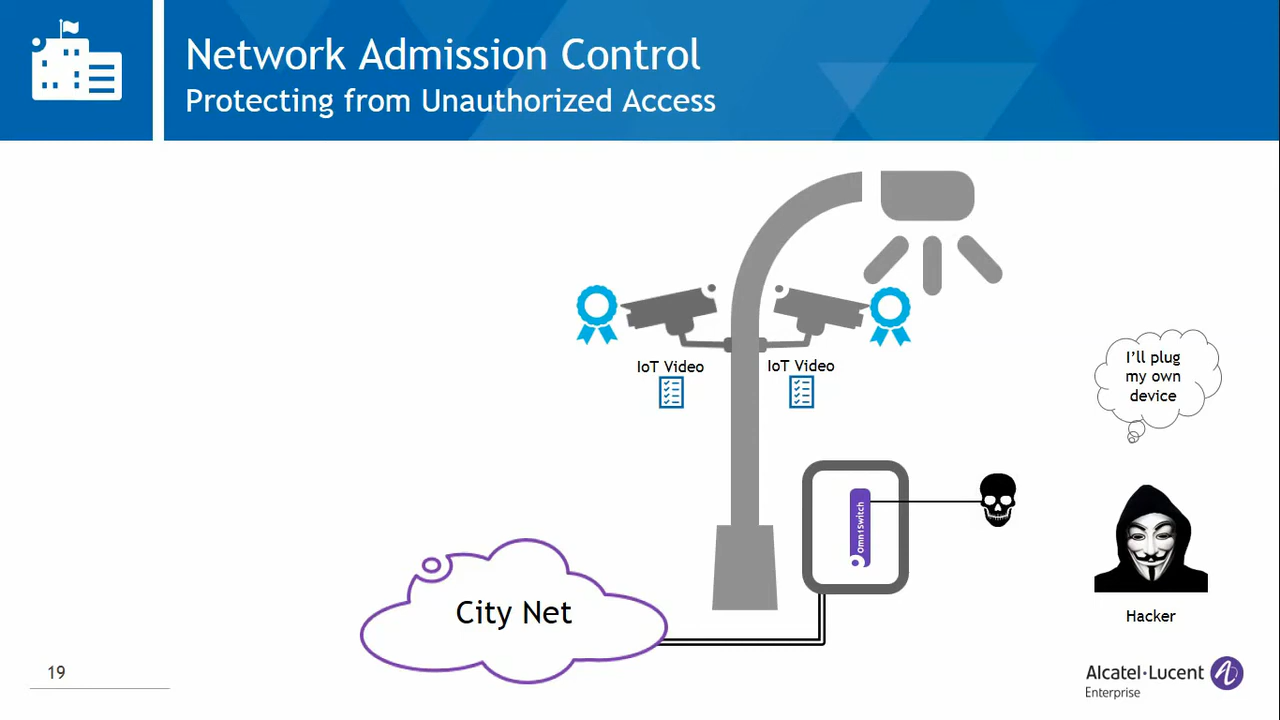 Network Admission Control
Protecting from Unauthorized Access
IoT Video
IoT Video
I'll plug
my own
device
OmniSwitch
City Net
Hacker
19
Alcatel·Lucent
Enterprise